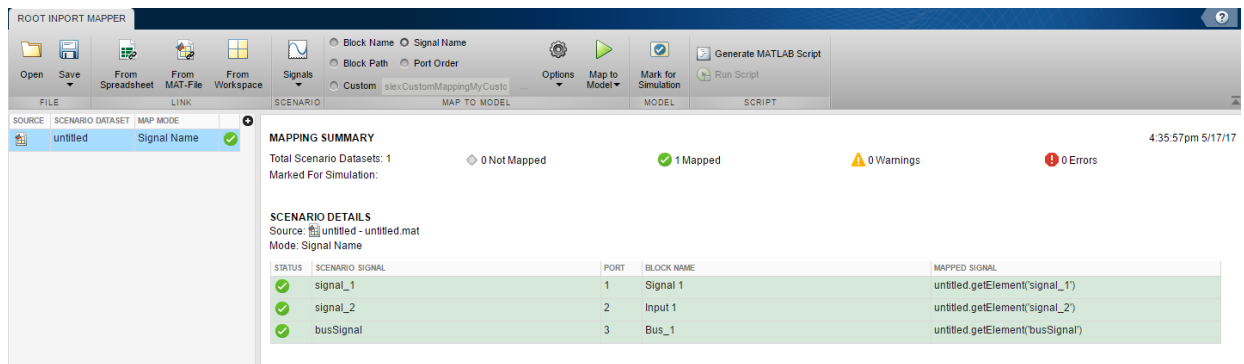 ROOT INPORT MAPPER
?
Block Name Signal Name
Block Path Port Order
Custom slexCustomMappingMyCusto ...
Open Save From Spreadsheet From MAT-File From Workspace Signals Options Map to Model Mark for Simulation Generate MATLAB Script
Run Script
FILE LINK SCENARIO MAP TO MODEL MODEL SCRIPT
SOURCE SCENARIO DATASET MAP MODE
untitled Signal Name
MAPPING SUMMARY 4:35:57pm 5/17/17
Total Scenario Datasets: 1 0 Not Mapped 1 Mapped 0 Warnings 0 Errors
Marked For Simulation:
SCENARIO DETAILS
Source: untitled - untitled.mat
Mode: Signal Name
STATUS SCENARIO SIGNAL PORT BLOCK NAME MAPPED SIGNAL
signal_1 1 Signal 1 untitled.getElement('signal_1')
signal_2 2 Input 1 untitled.getElement('signal_2')
busSignal 3 Bus_1 untitled.getElement('busSignal')